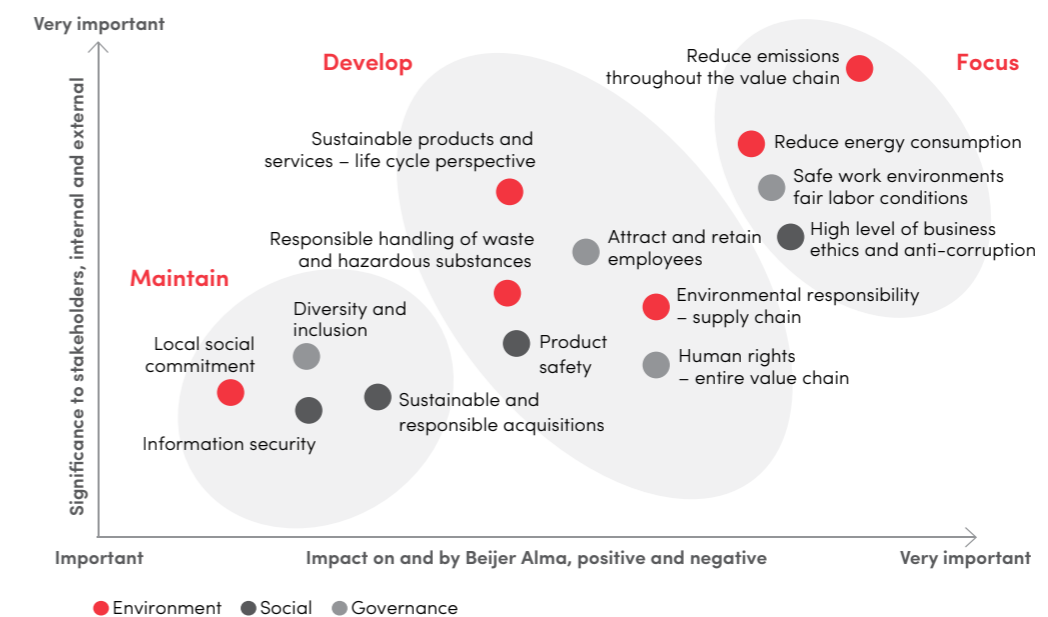 Very important
Significance to stakeholders, internal and external
Develop
Focus
Maintain
Reduce emissions
throughout the value chain
Reduce energy consumption
Safe work environments
fair labor conditions
High level of business
ethics and anti-corruption
Sustainable products and
services – life cycle perspective
Responsible handling of waste
and hazardous substances
Attract and retain
employees
Environmental responsibility
– supply chain
Product
safety
Human rights
– entire value chain
Diversity and
inclusion
Local social
commitment
Sustainable and
responsible acquisitions
Information security
Important
Impact on and by Beijer Alma, positive and negative
Very important
Environment
Social
Governance